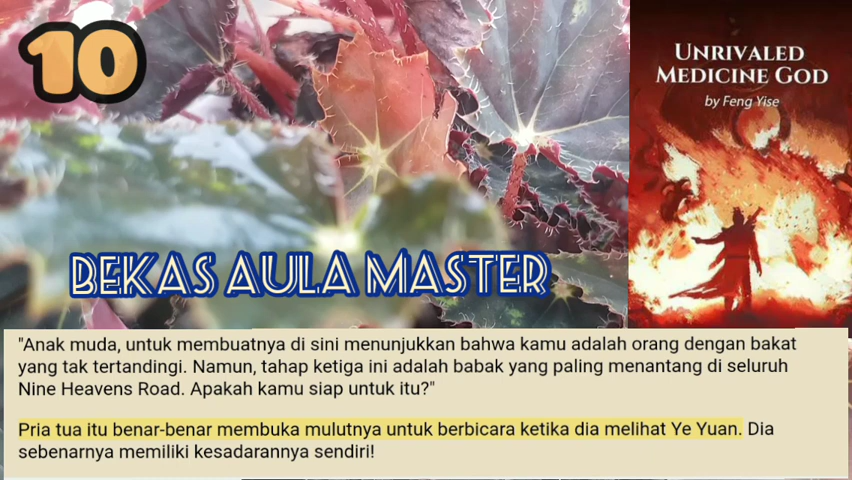 10
UNRIVALED
MEDICINE GOD
by Feng Yise
BEKAS AULA MASTER
"Anak muda, untuk membuatnya di sini menunjukkan bahwa kamu adalah orang dengan bakat
yang tak tertandingi. Namun, tahap ketiga ini adalah babak yang paling menantang di seluruh
Nine Heavens Road. Apakah kamu siap untuk itu?"
Pria tua itu benar-benar membuka mulutnya untuk berbicara ketika dia melihat Ye Yuan. Dia
sebenarnya memiliki kesadarannya sendiri!